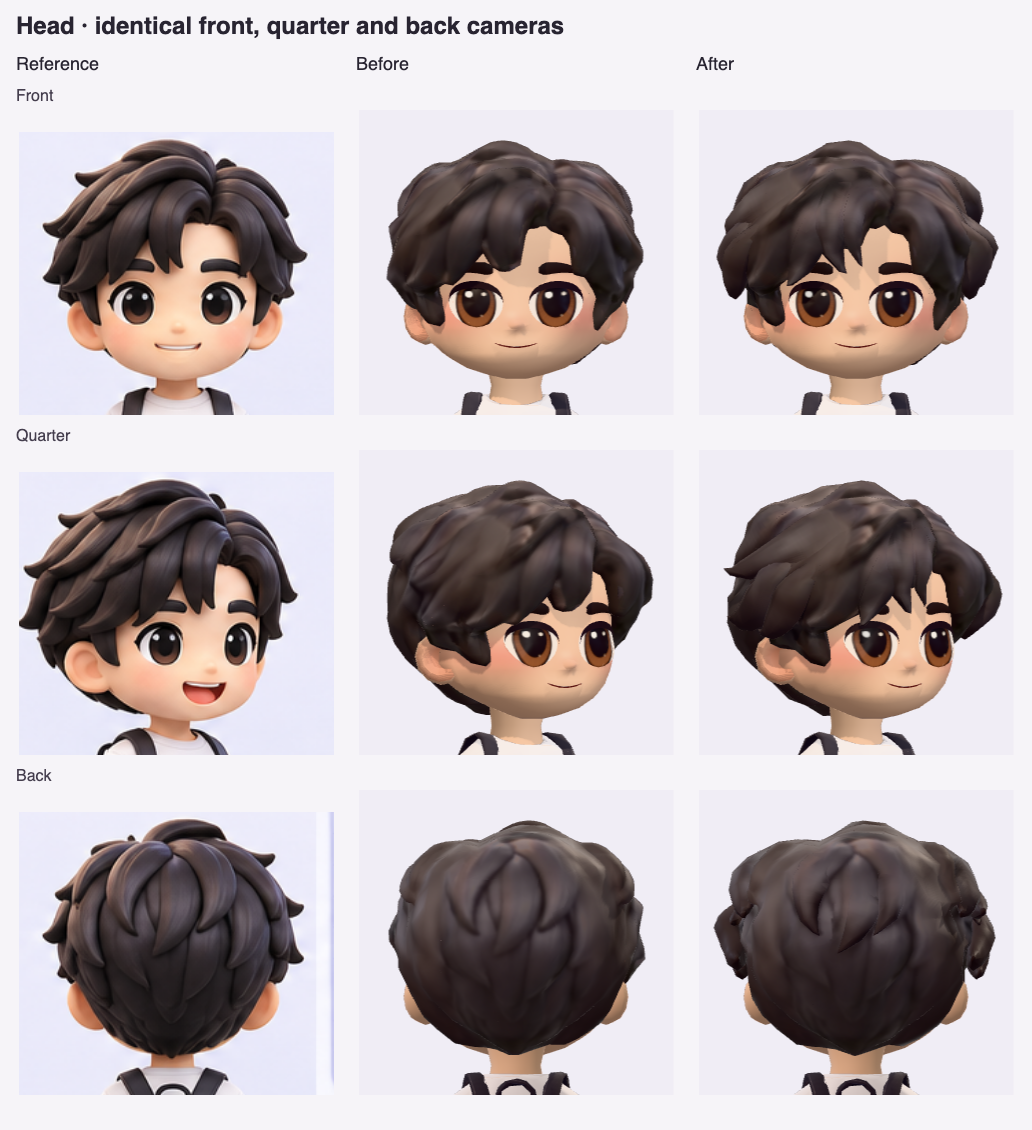 Head · identical front, quarter and back cameras
Reference Before After
Front
Quarter
Back